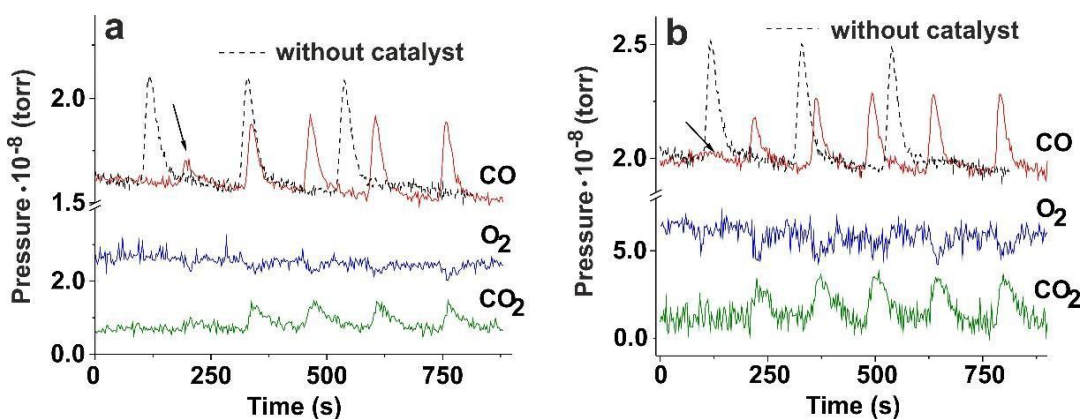 a
without catalyst
Pressure·10-8 (torr)
2.0
1.5
2.0
0.0
CO
O2
CO2
0 250 500 750
Time (s)
b
without catalyst
Pressure·10-8 (torr)
2.5
2.0
5.0
0.0
CO
O2
CO2
0 250 500 750
Time (s)